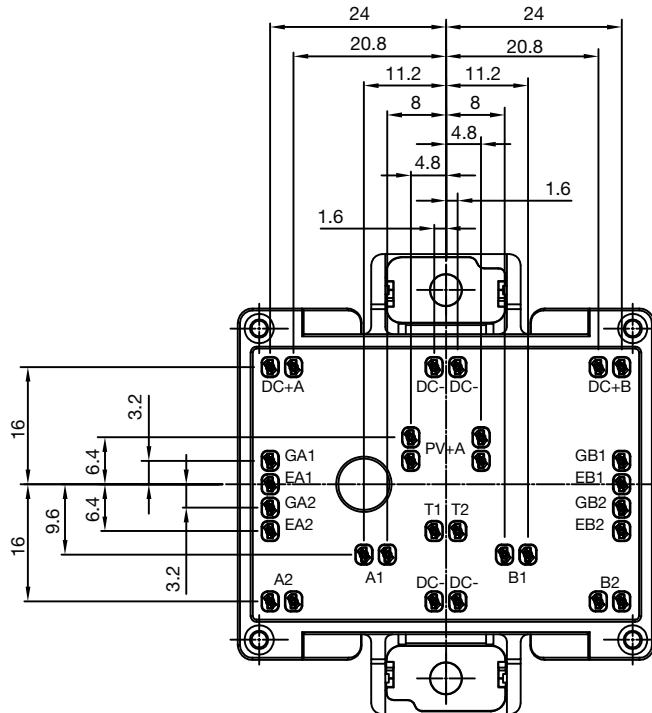 24 24
20.8 20.8
11.2 11.2
8 8
4.8
4.8
1.6
1.6
DC+A DC- DC- DC+B
16
3.2
6.4
PV+A
GA1 GB1
EA1 EB1
GA2 GB2
EA2 EB2
T1 T2
6.4
9.6
16
3.2
A1 B1
A2 DC- DC- B2